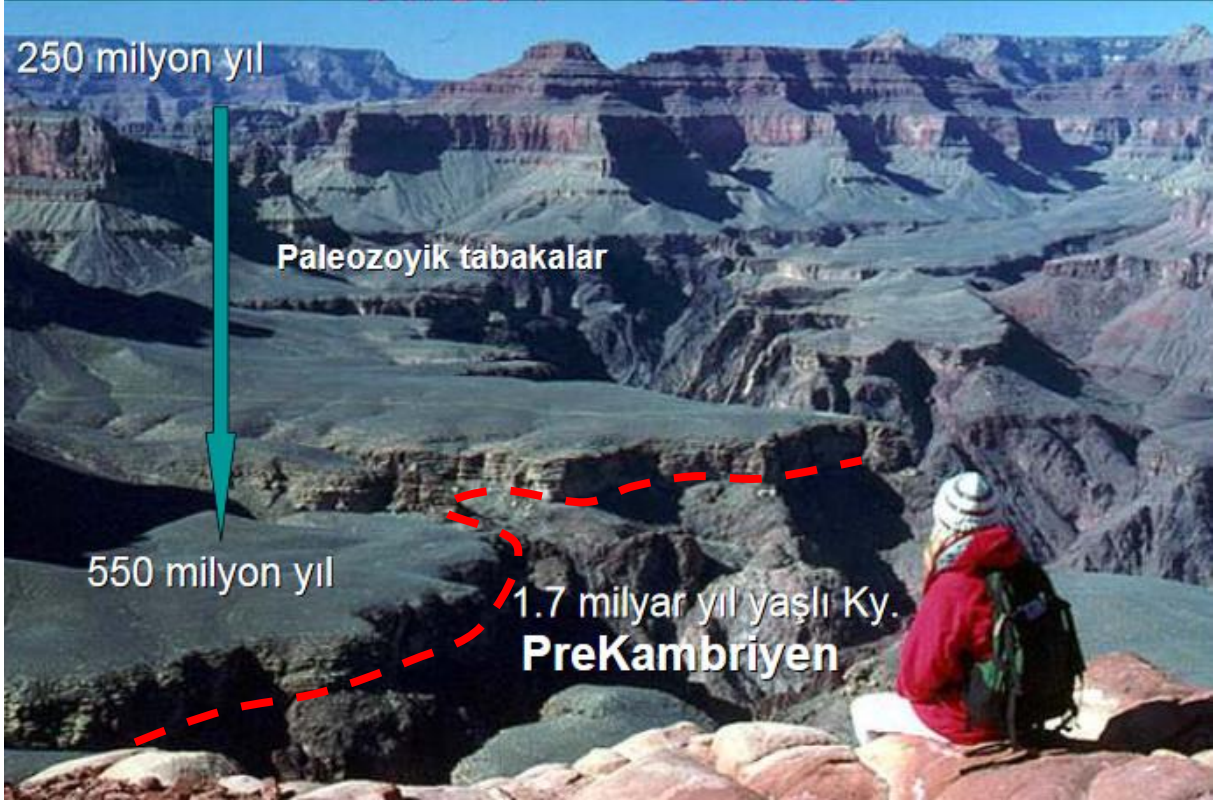 250 milyon yıl
Paleozoyik tabakalar
550 milyon yıl
1.7 milyar yıl yaşlı Ky.
PreKambriyen